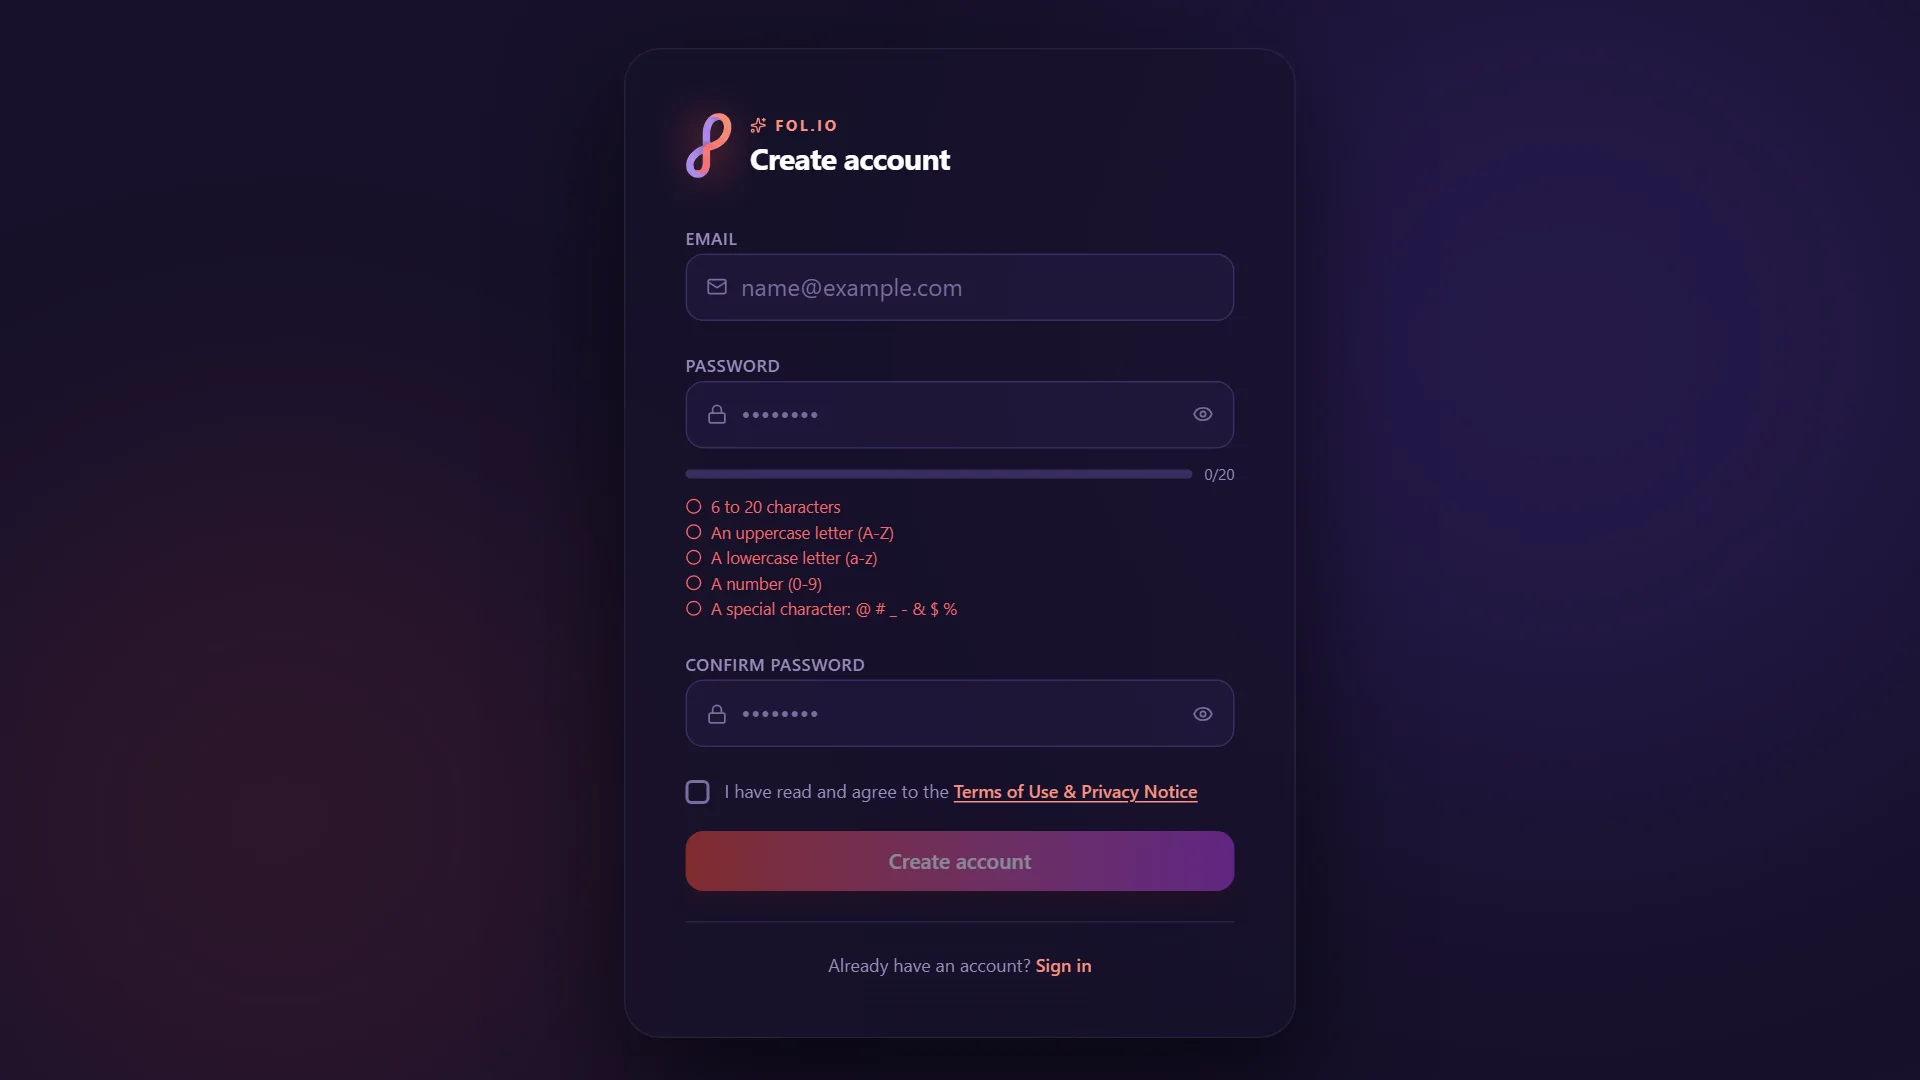 FOL.IO
Create account
EMAIL
name@example.com
PASSWORD
••••••••
0/20
6 to 20 characters
An uppercase letter (A-Z)
A lowercase letter (a-z)
A number (0-9)
A special character: @ # _ - & $ %
CONFIRM PASSWORD
••••••••
I have read and agree to the Terms of Use & Privacy Notice
Create account
Already have an account? Sign in